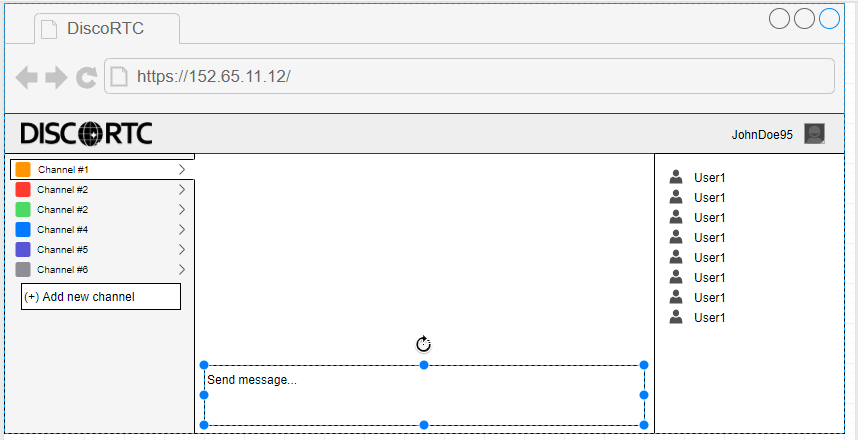 DiscoRTC
https://152.65.11.12/
DISCORTC
JohnDoe95
Channel #1
Channel #2
Channel #2
Channel #4
Channel #5
Channel #6
(+) Add new channel
Send message...
User1
User1
User1
User1
User1
User1
User1
User1